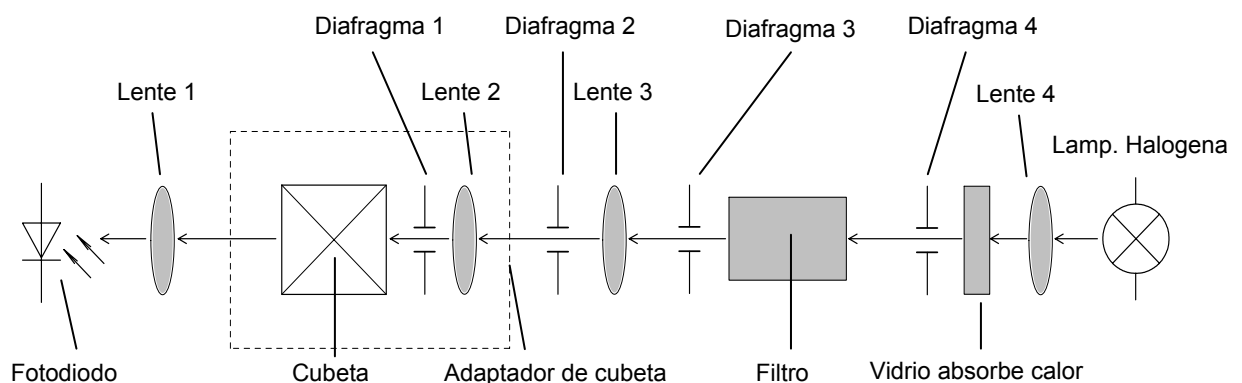 Diafragma 1
Diafragma 2
Diafragma 3
Diafragma 4
Lente 1
Lente 2
Lente 3
Lente 4
Lamp. Halogena
Fotodiodo
Cubeta
Adaptador de cubeta
Filtro
Vidrio absorbe calor